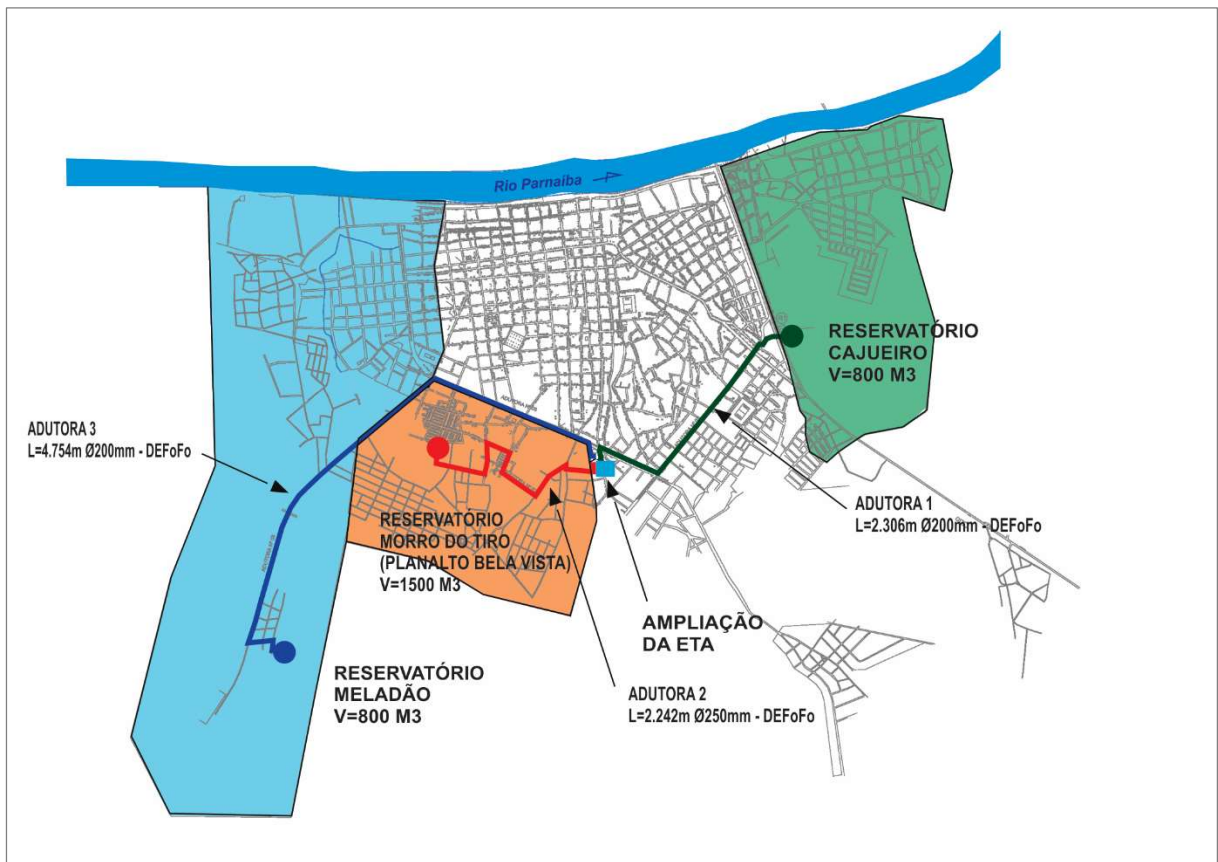 Rio Parnaíba
RESERVATÓRIO
CAJUEIRO
V=800 M3
ADUTORA 3
L=4.754m Ø200mm - DEFoFo
ADUTORA 1
L=2.306m Ø200mm - DEFoFo
RESERVATÓRIO
MORRO DO TIRO
(PLANALTO BELA VISTA)
V=1500 M3
AMPLIAÇÃO
DA ETA
RESERVATÓRIO
MELADÃO
V=800 M3
ADUTORA 2
L=2.242m Ø250mm - DEFoFo